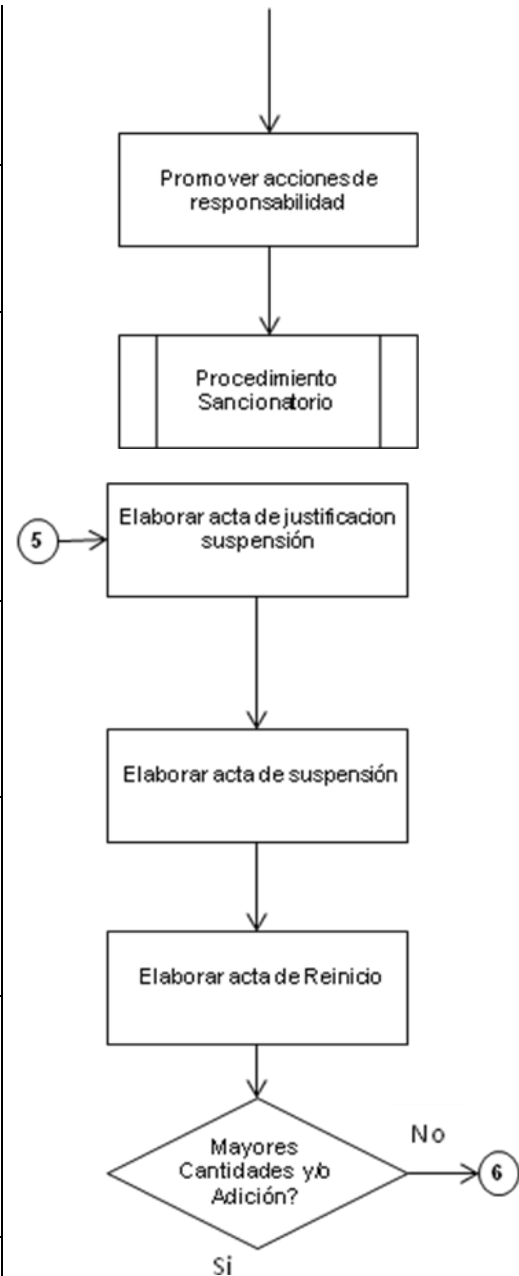 Promover acciones de
responsabilidad
Procedimiento
Sancionatorio
Elaborar acta de justificacion
suspensión
5
Elaborar acta de suspensión
Elaborar acta de Reinicio
Mayores
Cantidades y/o
Adición?
No
6
Si